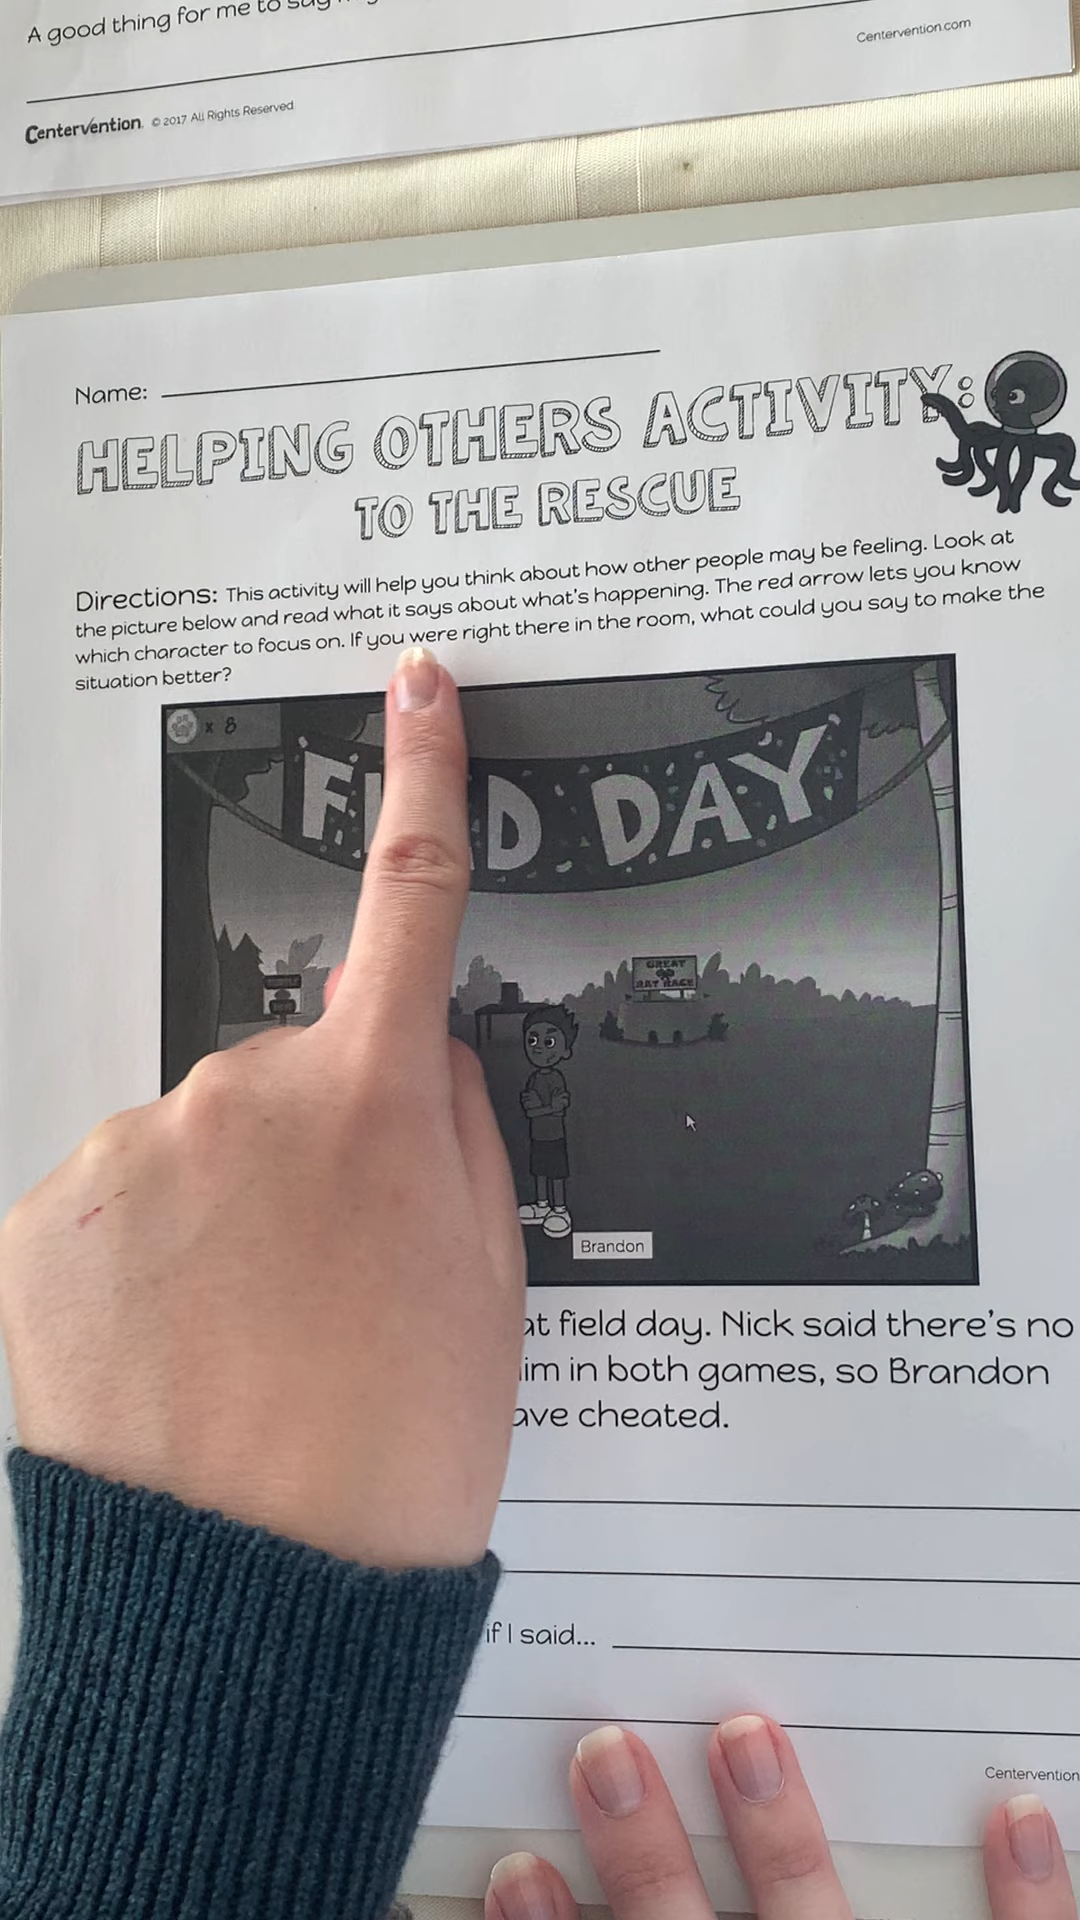 A good thing for me to say
Centervention.com
Centervention. © 2017 All Rights Reserved
Name:
HELPING OTHERS ACTIVITY:
TO THE RESCUE
Directions: This activity will help you think about how other people may be feeling. Look at
the picture below and read what it says about what's happening. The red arrow lets you know
which character to focus on. If you were right there in the room, what could you say to make the
situation better?
x 8
DAY
GREAT
RAT RACE
Brandon
at field day. Nick said there's no
in both games, so Brandon
cheated.
if I said...
Centervention